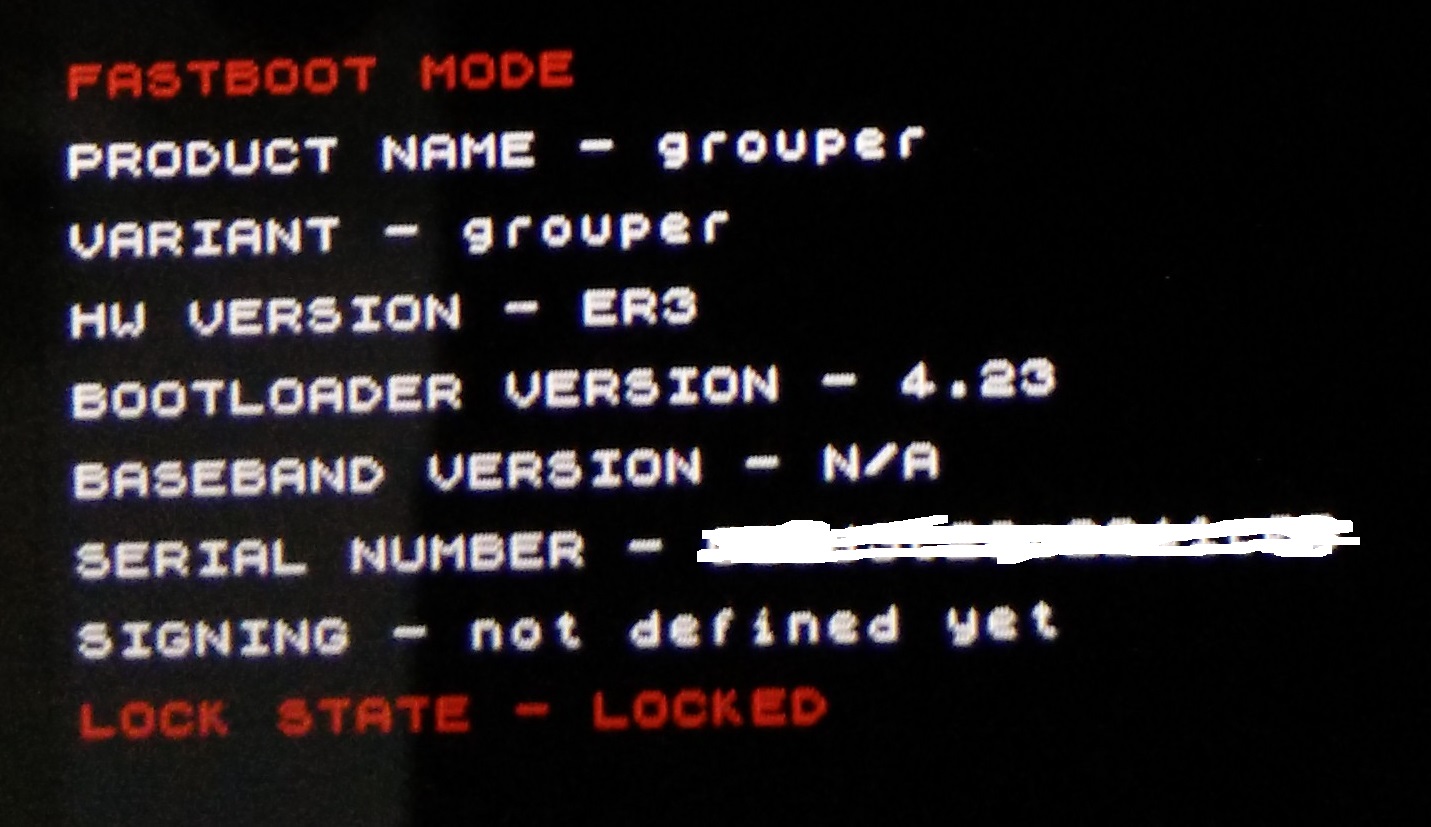 FASTBOOT MODE
PRODUCT NAME - grouper
VARIANT - grouper
HW VERSION - ER3
BOOTLOADER VERSION - 4.23
BASEBAND VERSION - N/A
SERIAL NUMBER -
SIGNING - not defined yet
LOCK STATE - LOCKED